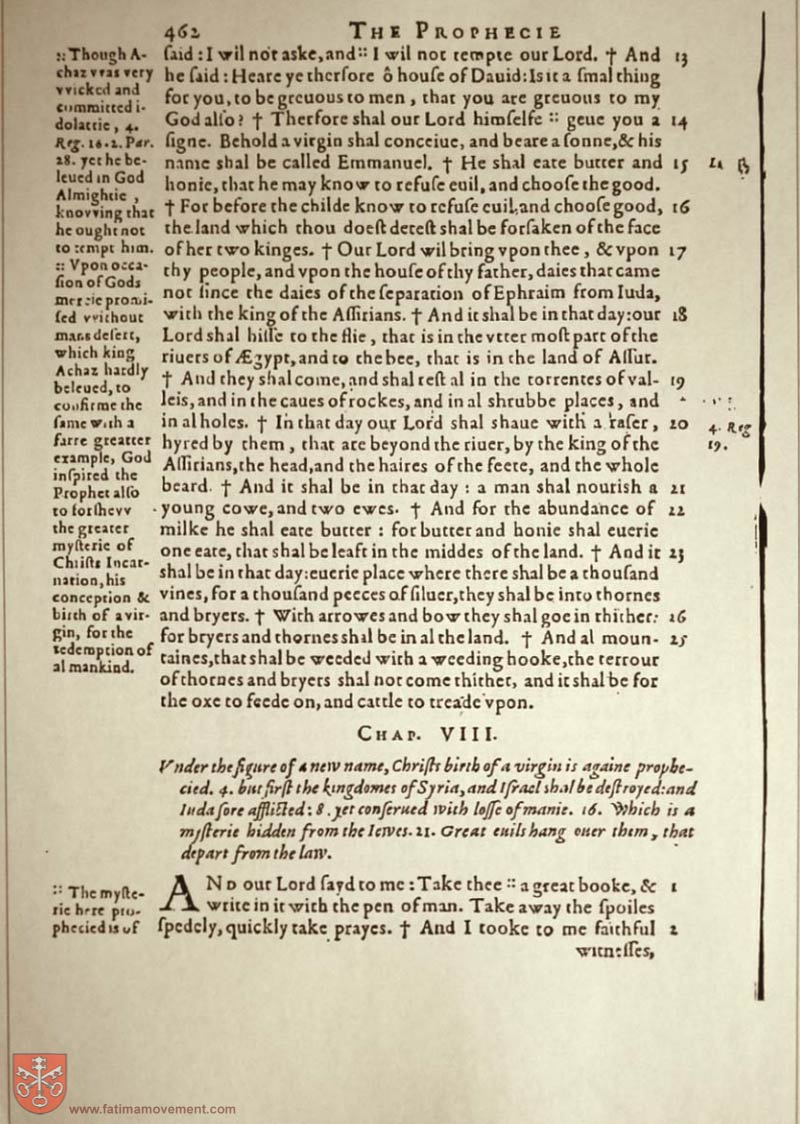 462 THE PROPHECIE
:: Though A-
chaz vvas very
vvicked and
committed i-
dolatrie, 4.
Reg. 16. 2. Par.
28. yet he be-
leued in God
Almightie,
knovving that
he ought not
to tempt him.
:: Vpon occa-
ſion of Gods
mercie promi-
ſed vvithout
mans deſert,
which king
Achaz hardly
beleued, to
confirme the
ſame with a
farre greatter
example, God
inſpired the
Prophet alſo
to forſhevv
the greater
myſterie of
Chriſts Incar-
nation, his
conception &
birth of a vir-
gin, for the
redemption of
al mankind.
ſaid: I wil not aske, and :: I wil not tempte our Lord. † And 13
he ſaid: Heare ye therfore ô houſe of Dauid: Is it a ſmal thing
for you, to be greuous to men, that you are greuous to my
God alſo? † Therfore shal our Lord himſelfe :: geue you a 14
ſigne. Behold a virgin shal conceiue, and beare a ſonne, & his
name shal be called Emmanuel. † He shal eate butter and 15
honie, that he may know to refuſe euil, and chooſe the good.
† For before the childe know to refuſe euil, and chooſe good, 16
the land which thou doeſt deteſt shal be forſaken of the face
of her two kinges. † Our Lord wil bring vpon thee, & vpon 17
thy people, and vpon the houſe of thy father, daies that came
not ſince the daies of the ſeparation of Ephraim from Iuda,
with the king of the Aſſirians. † And it shal be in that day: our 18
Lord shal hiſſe to the flie, that is in the vtter moſt part of the
riuers of Ægypt, and to the bee, that is in the land of Aſſur.
† And they shal come, and shal reſt al in the torrentes of val- 19
leis, and in the caues of rockes, and in al shrubbe places, and
in al holes. † In that day our Lord shal shaue with a raſer, 20 4. Reg
hyred by them, that are beyond the riuer, by the king of the 19.
Aſſirians, the head, and the haires of the feete, and the whole
beard. † And it shal be in that day: a man shal nourish a 21
young cowe, and two ewes. † And for the abundance of 22
milke he shal eate butter: for butter and honie shal euerie
one eate, that shal be leaft in the middes of the land. † And it 23
shal be in that day: euerie place where there shal be a thouſand
vines, for a thouſand peeces of ſiluer, they shal be into thornes
and bryers. † With arrowes and bow they shal goe in thither: 16
for bryers and thornes shal be in al the land. † And al moun- 25
taines, that shal be weeded with a weeding hooke, the terrour
of thornes and bryers shal not come thither, and it shal be for
the oxe to feede on, and cattle to treade vpon.
CHAP. VIII.
Vnder the figure of a new name, Chriſts birth of a virgin is againe prophe-
cied. 4. but firſt the kingdomes of Syria, and Iſrael shal be deſtroyed: and
Iuda ſore afflicted: 8. yet conſerued with loſſe of manie. 16. Which is a
myſterie hidden from the Iewes. 21. Great euils hang ouer them, that
depart from the law.
:: The myſte-
rie here pro-
phecied is of
AND our Lord ſayd to me: Take thee :: a great booke, & 1
write in it with the pen of man. Take away the ſpoiles
ſpedely, quickly take prayes. † And I tooke to me faithful 2
witneſſes,
www.fatimamovement.com